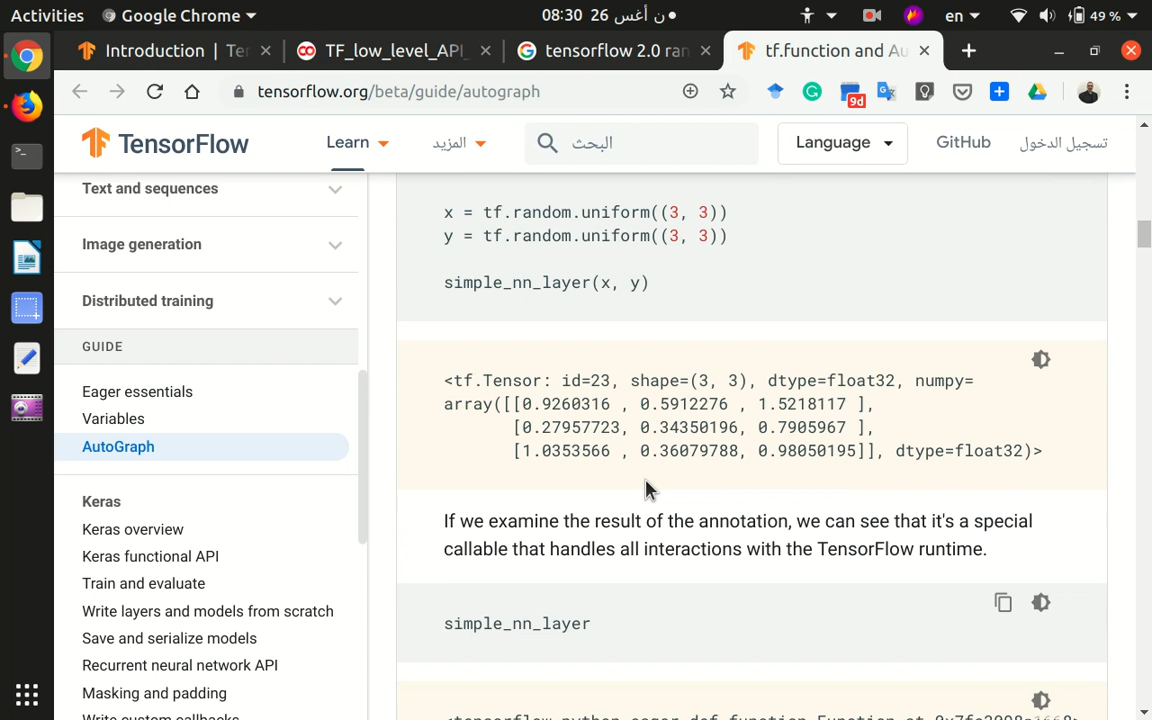 Activities
Google Chrome
ن أغس 26 08:30
en
49 %
Introduction | Te
TF_low_level_API_
tensorflow 2.0 ran
tf.function and Au
tensorflow.org/beta/guide/autograph
9d
TensorFlow
Learn
المزيد
البحث
Language
GitHub
تسجيل الدخول
Text and sequences
Image generation
Distributed training
GUIDE
Eager essentials
Variables
AutoGraph
Keras
Keras overview
Keras functional API
Train and evaluate
Write layers and models from scratch
Save and serialize models
Recurrent neural network API
Masking and padding
Write custom callbacks
x = tf.random.uniform((3, 3))
y = tf.random.uniform((3, 3))
simple_nn_layer(x, y)
<tf.Tensor: id=23, shape=(3, 3), dtype=float32, numpy=
array([[0.9260316 , 0.5912276 , 1.5218117 ],
[0.27957723, 0.34350196, 0.7905967 ],
[1.0353566 , 0.36079788, 0.98050195]], dtype=float32)>
If we examine the result of the annotation, we can see that it's a special
callable that handles all interactions with the TensorFlow runtime.
simple_nn_layer